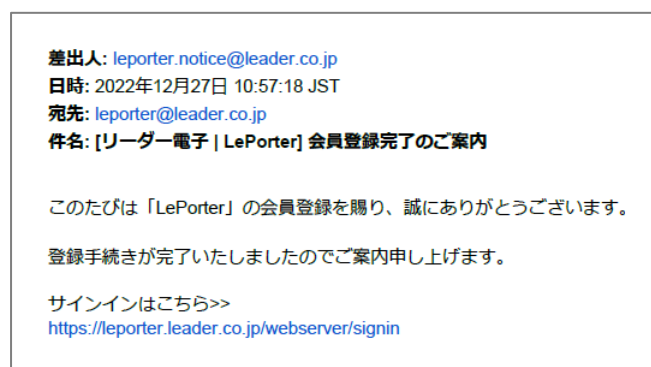 差出人: leporter.notice@leader.co.jp
日時: 2022年12月27日 10:57:18 JST
宛先: leporter@leader.co.jp
件名: [リーダー電子 | LePorter] 会員登録完了のご案内
このたびは「LePorter」の会員登録を賜り、誠にありがとうございます。
登録手続きが完了いたしましたのでご案内申し上げます。
サインインはこちら>>
https://leporter.leader.co.jp/webserver/signin